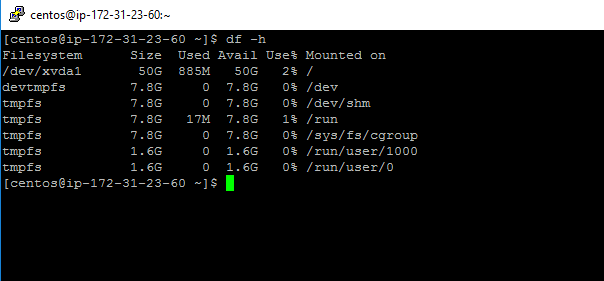 centos@ip-172-31-23-60:~
[centos@ip-172-31-23-60 ~]$ df -h
Filesystem      Size  Used Avail Use% Mounted on
/dev/xvda1       50G  885M   50G   2% /
devtmpfs        7.8G     0  7.8G   0% /dev
tmpfs           7.8G     0  7.8G   0% /dev/shm
tmpfs           7.8G   17M  7.8G   1% /run
tmpfs           7.8G     0  7.8G   0% /sys/fs/cgroup
tmpfs           1.6G     0  1.6G   0% /run/user/1000
tmpfs           1.6G     0  1.6G   0% /run/user/0
[centos@ip-172-31-23-60 ~]$